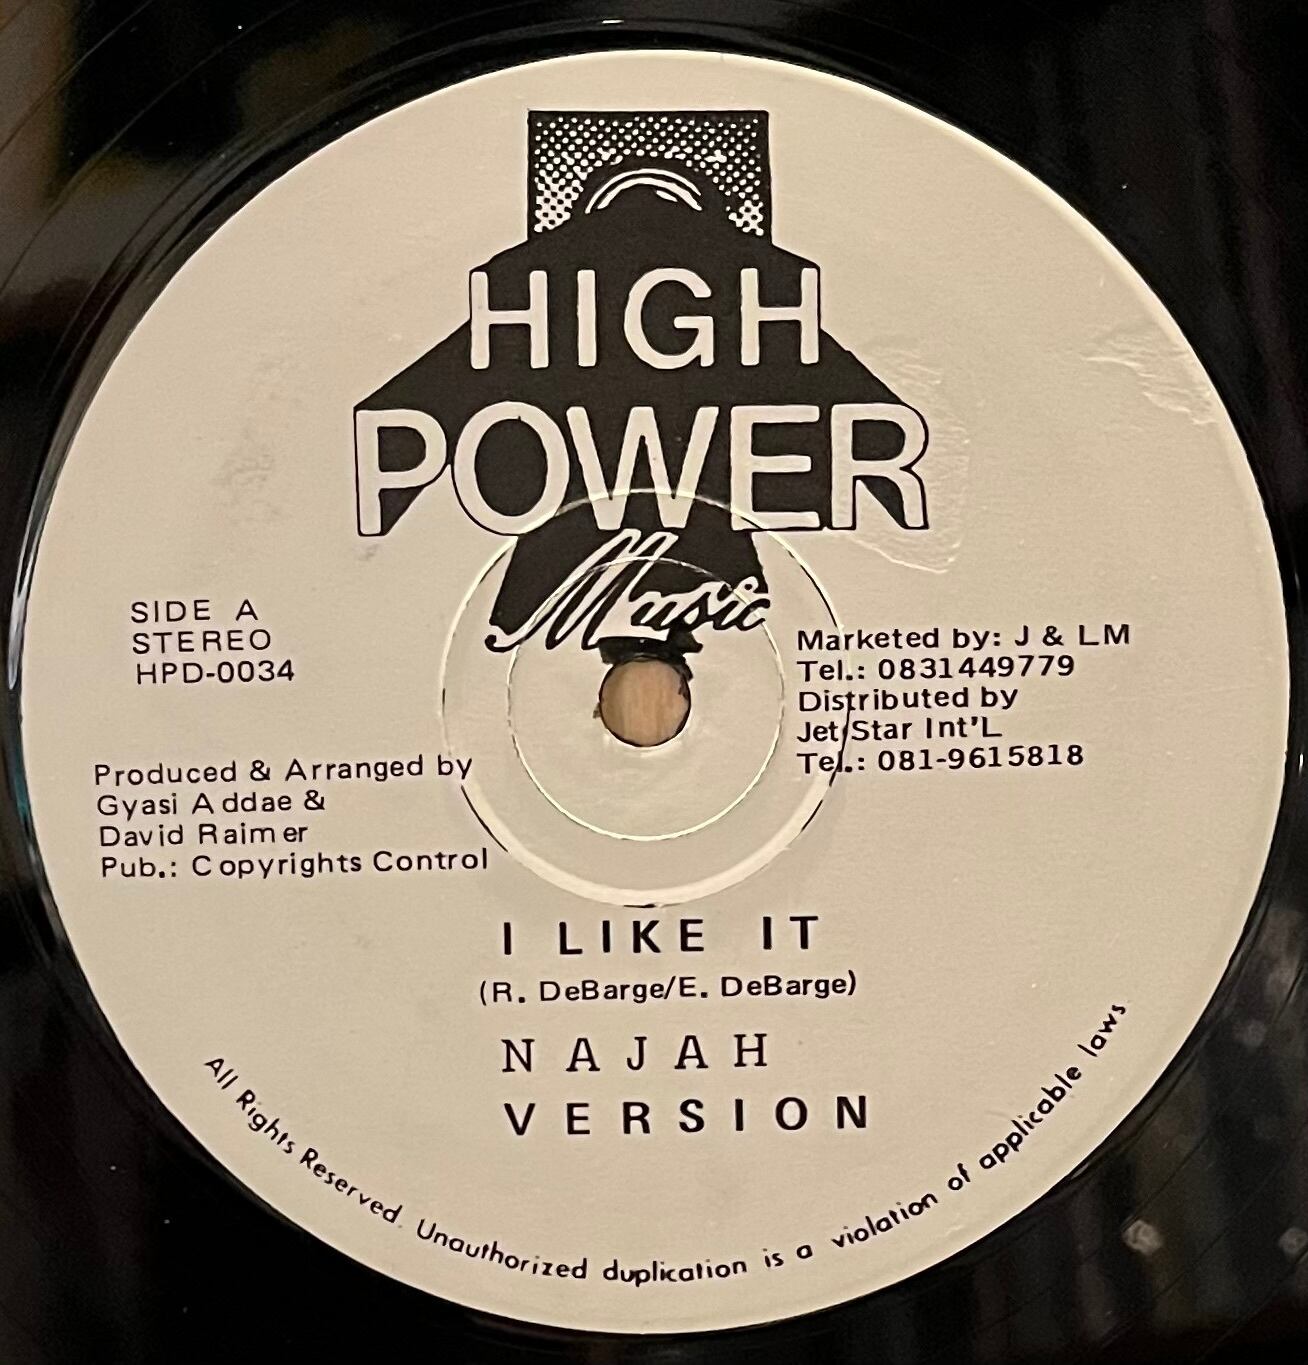 HIGH
POWER
Music
SIDE A
STEREO
HPD-0034
Marketed by: J & LM
Tel.: 0831449779
Distributed by
Jet Star Int'L
Tel.: 081-9615818
Produced & Arranged by
Gyasi Addae &
David Raimer
Pub.: Copyrights Control
I LIKE IT
(R. DeBarge/E. DeBarge)
NAJAH
VERSION
All Rights Reserved. Unauthorized duplication is a violation of applicable laws